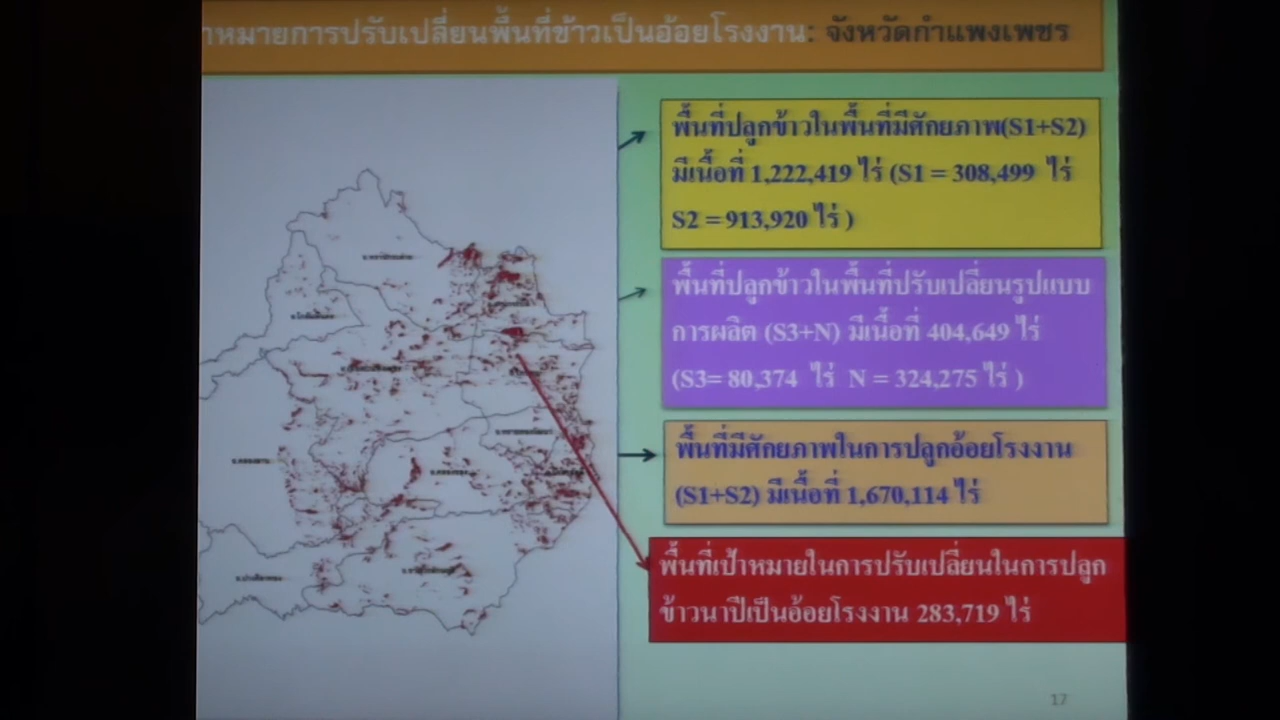 าหมายการปรับเปลี่ยนพื้นที่ข้าวเป็นอ้อยโรงงาน: จังหวัดกำแพงเพชร
พื้นที่ปลูกข้าวในพื้นที่มีศักยภาพ(S1+S2)
มีเนื้อที่ 1,222,419 ไร่ (S1 = 308,499 ไร่
S2 = 913,920 ไร่ )
พื้นที่ปลูกข้าวในพื้นที่ปรับเปลี่ยนรูปแบบ
การผลิต (S3+N) มีเนื้อที่ 404,649 ไร่
(S3= 80,374 ไร่ N = 324,275 ไร่ )
พื้นที่มีศักยภาพในการปลูกอ้อยโรงงาน
(S1+S2) มีเนื้อที่ 1,670,114 ไร่
พื้นที่เป้าหมายในการปรับเปลี่ยนในการปลูก
ข้าวนาปีเป็นอ้อยโรงงาน 283,719 ไร่
17